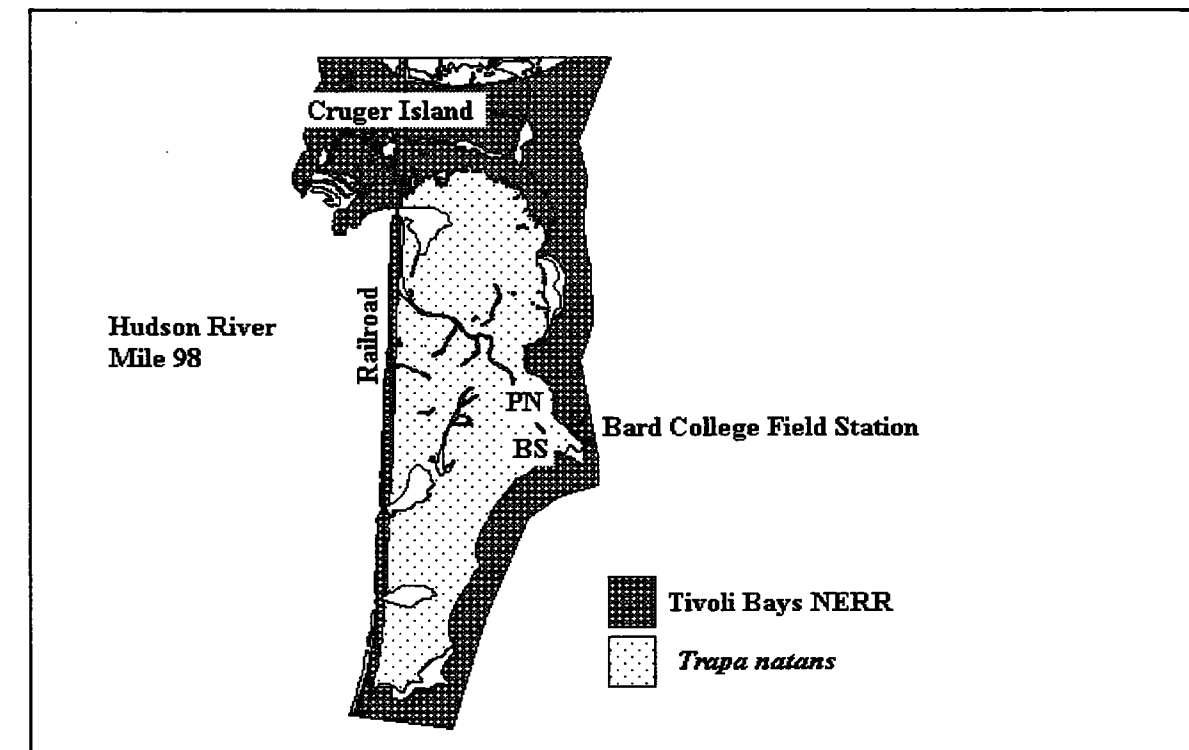 Cruger Island
Railroad
Hudson River
Mile 98
PN
BS
Bard College Field Station
Tivoli Bays NERR
Trapa natans